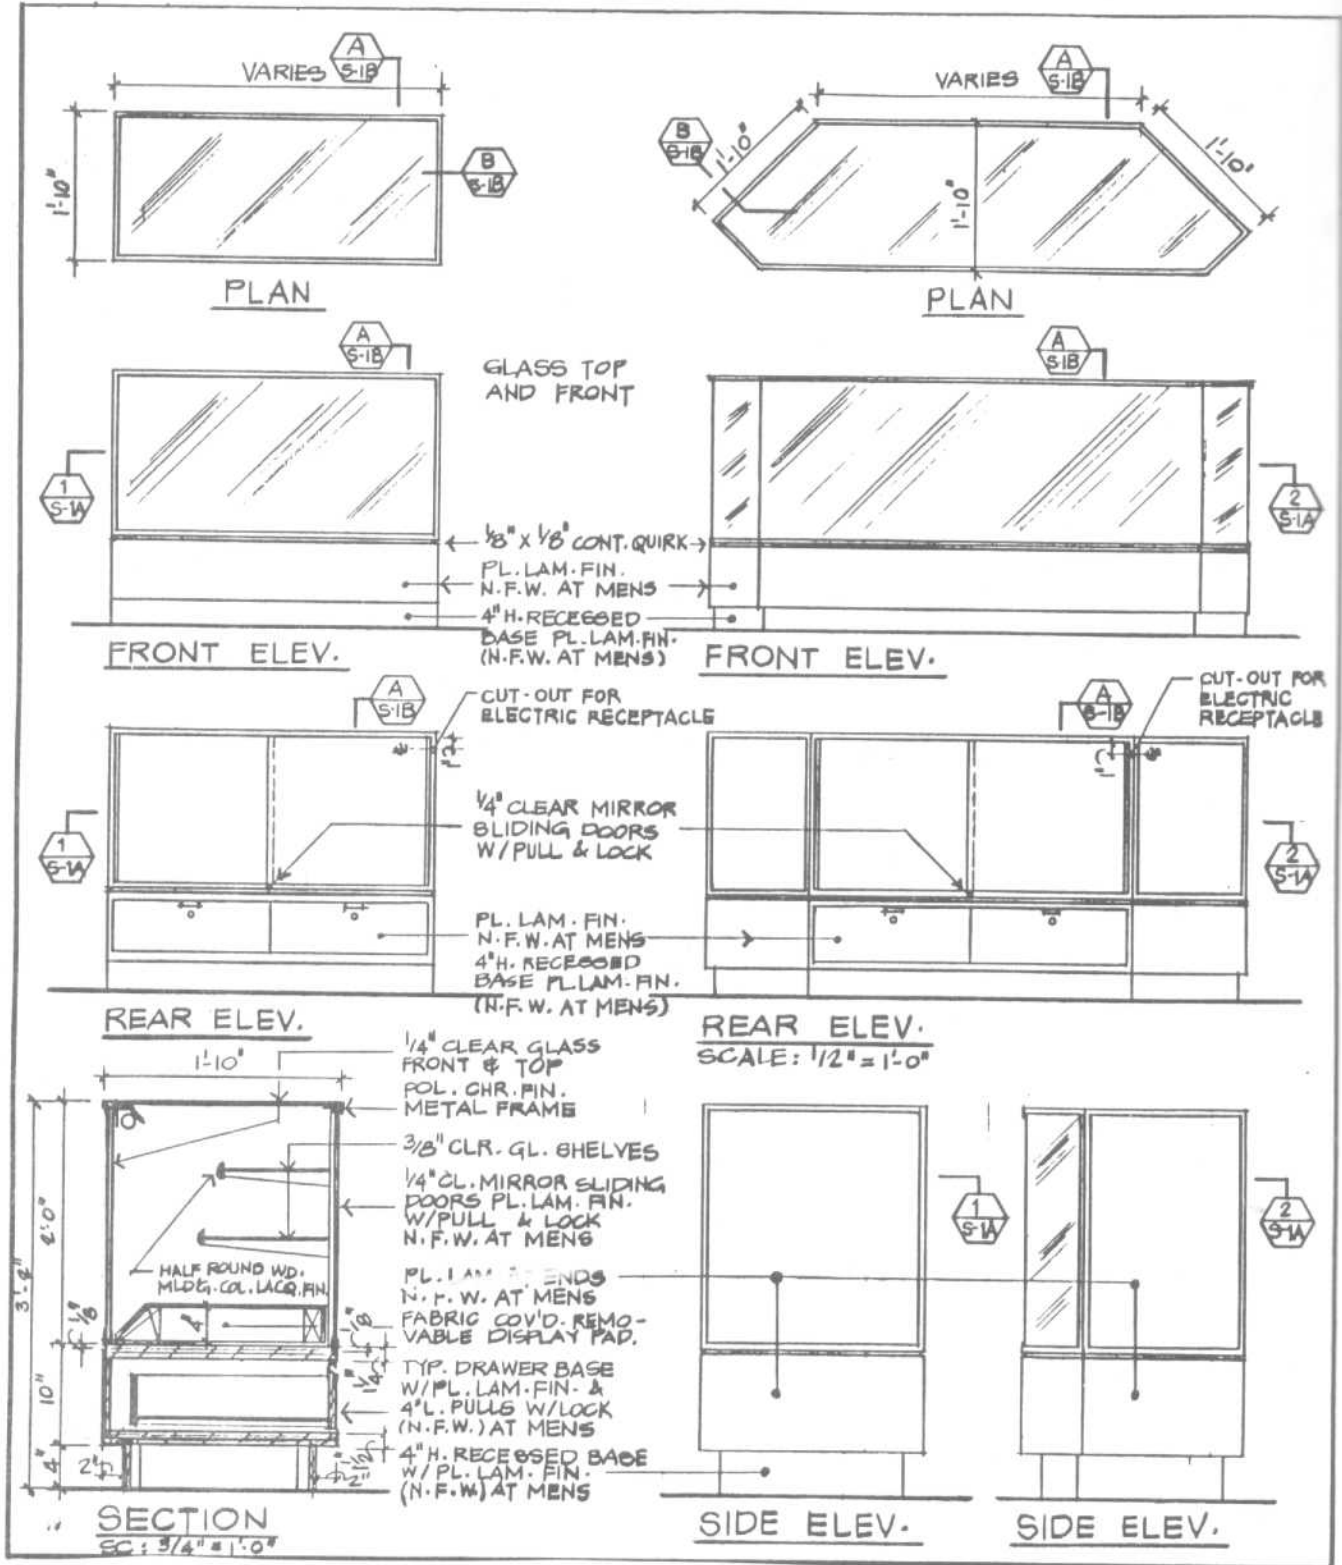 VARIES
A
S-1B
1'-10"
B
S-1B
PLAN
VARIES
A
S-1B
B
S-1B
1'-10"
1'-10"
1'-10"
PLAN
A
S-1B
GLASS TOP
AND FRONT
A
S-1B
1
S-1A
2
S-1A
1/8" X 1/8" CONT. QUIRK
PL. LAM. FIN.
N.F.W. AT MENS
4" H. RECESSED
BASE PL. LAM. FIN.
(N.F.W. AT MENS)
FRONT ELEV.
FRONT ELEV.
A
S-1B
CUT-OUT FOR
ELECTRIC RECEPTACLE
A
S-1B
CUT-OUT FOR
ELECTRIC
RECEPTACLE
1
S-1A
1/4" CLEAR MIRROR
SLIDING DOORS
W/PULL & LOCK
2
S-1A
PL. LAM. FIN.
N.F.W. AT MENS
4" H. RECESSED
BASE PL. LAM. FIN.
(N.F.W. AT MENS)
REAR ELEV.
REAR ELEV.
SCALE: 1/2" = 1'-0"
1'-10"
1/4" CLEAR GLASS
FRONT & TOP
POL. CHR. FIN.
METAL FRAME
3/8" CLR. GL. SHELVES
1/4" CL. MIRROR SLIDING
DOORS PL. LAM. FIN.
W/PULL & LOCK
N.F.W. AT MENS
HALF ROUND WD.
MLDG. COL. LACQ. FIN.
PL. LAM ENDS
N.F.W. AT MENS
FABRIC COV'D. REMO-
VABLE DISPLAY PAD.
TYP. DRAWER BASE
W/PL. LAM. FIN. &
4" L. PULLS W/LOCK
(N.F.W.) AT MENS
4" H. RECESSED BASE
W/ PL. LAM. FIN.
(N.F.W.) AT MENS
2'-0"
1/8"
10"
4"
2"
4"
1/8"
1
S-1A
2
S-1A
SECTION
SC: 3/4" = 1'-0"
SIDE ELEV.
SIDE ELEV.